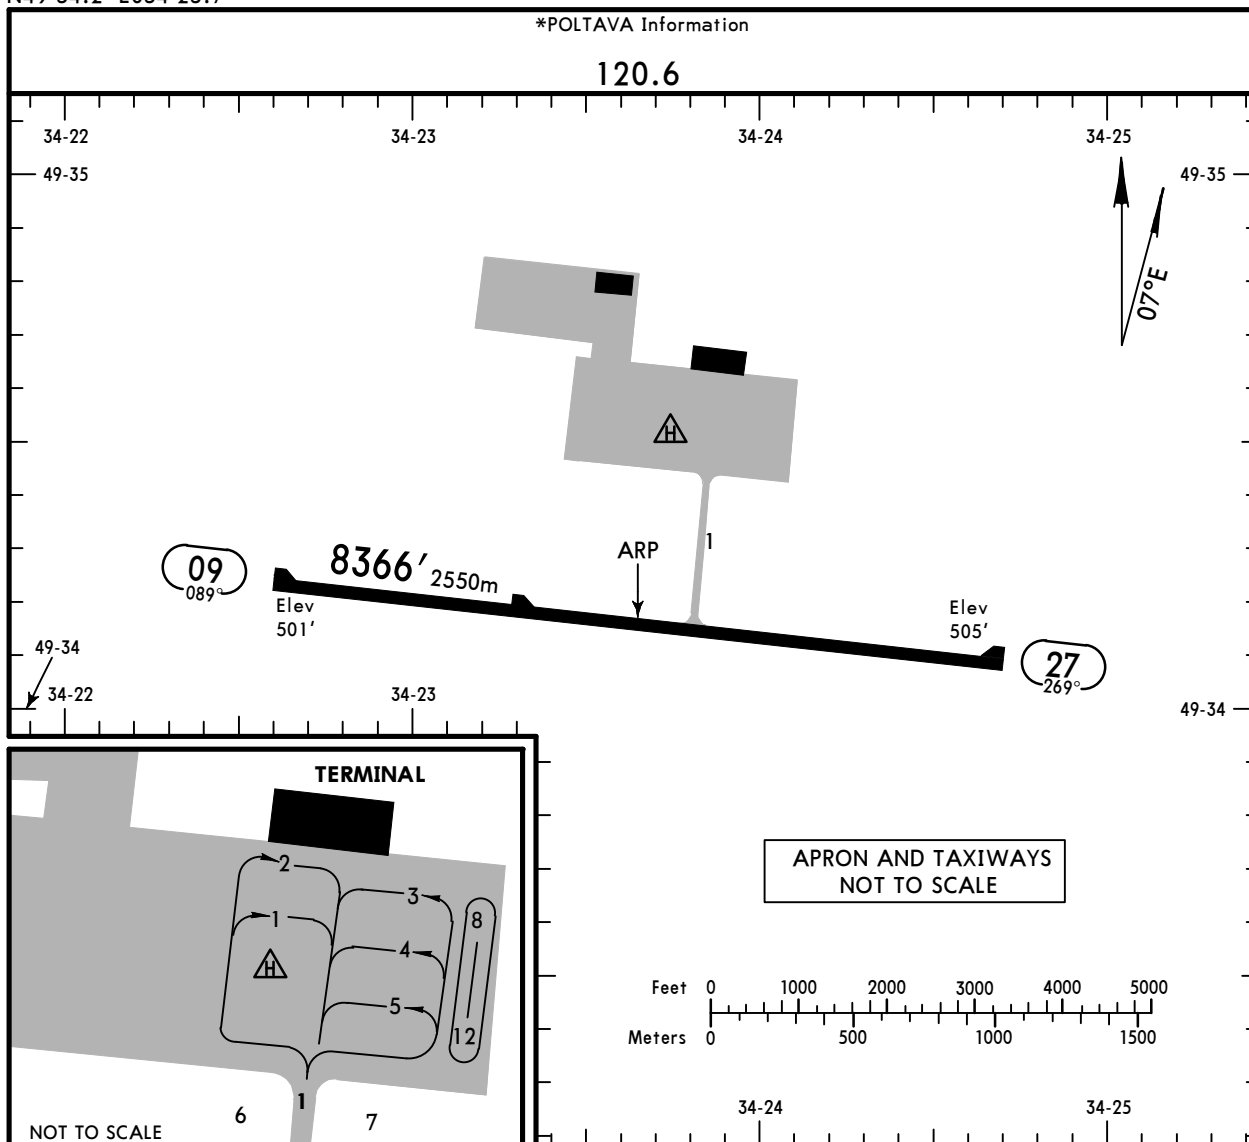 *POLTAVA Information
120.6
34-22
34-23
34-24
34-25
49-35
49-35
07°E
H
1
ARP
09
089°
8366' 2550m
Elev
501'
Elev
505'
27
269°
49-34
34-22
34-23
49-34
TERMINAL
2
3
1
8
4
H
5
12
1
6
7
NOT TO SCALE
APRON AND TAXIWAYS
NOT TO SCALE
Feet 0 1000 2000 3000 4000 5000
Meters 0 500 1000 1500
34-24
34-25